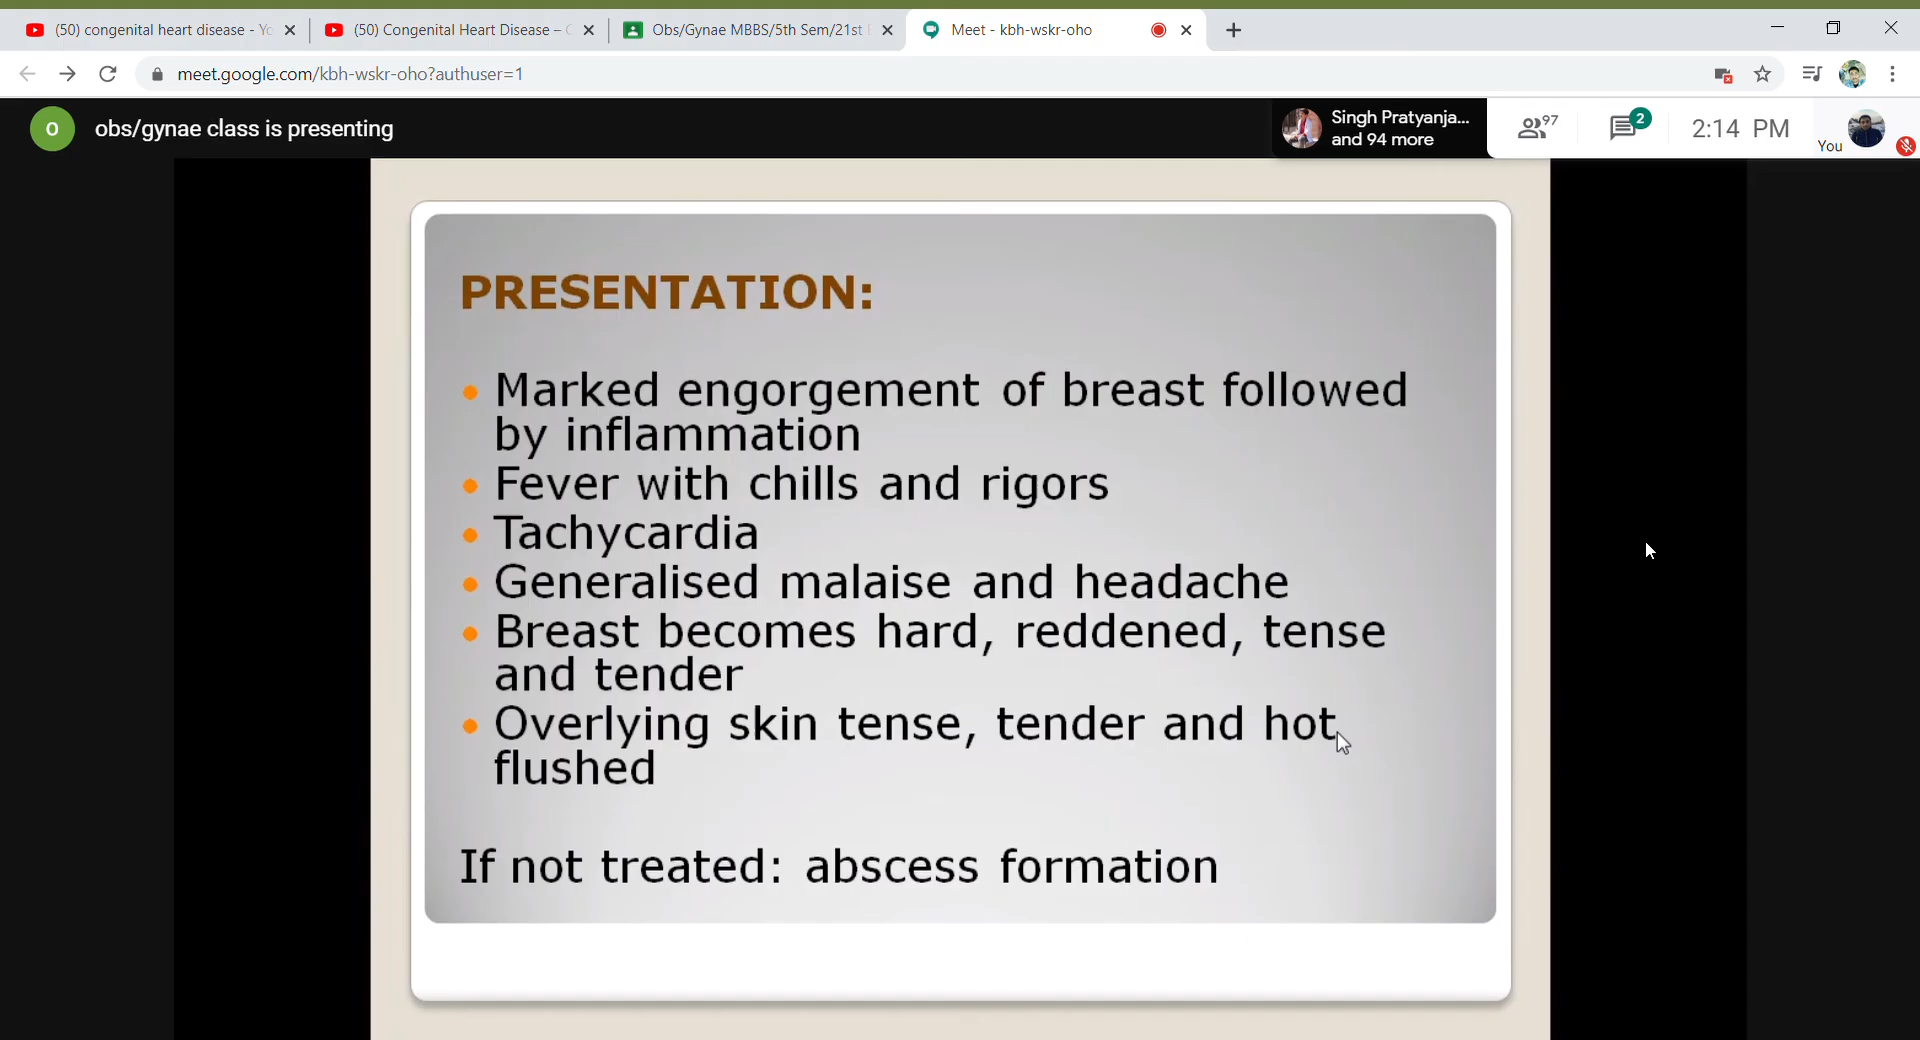 (50) congenital heart disease - Yo
(50) Congenital Heart Disease –
Obs/Gynae MBBS/5th Sem/21st
Meet - kbh-wskr-oho
meet.google.com/kbh-wskr-oho?authuser=1
O
obs/gynae class is presenting
Singh Pratyanja...
and 94 more
97
2
2:14 PM
You
PRESENTATION:
• Marked engorgement of breast followed
by inflammation
• Fever with chills and rigors
• Tachycardia
• Generalised malaise and headache
• Breast becomes hard, reddened, tense
and tender
• Overlying skin tense, tender and hot
flushed
If not treated: abscess formation